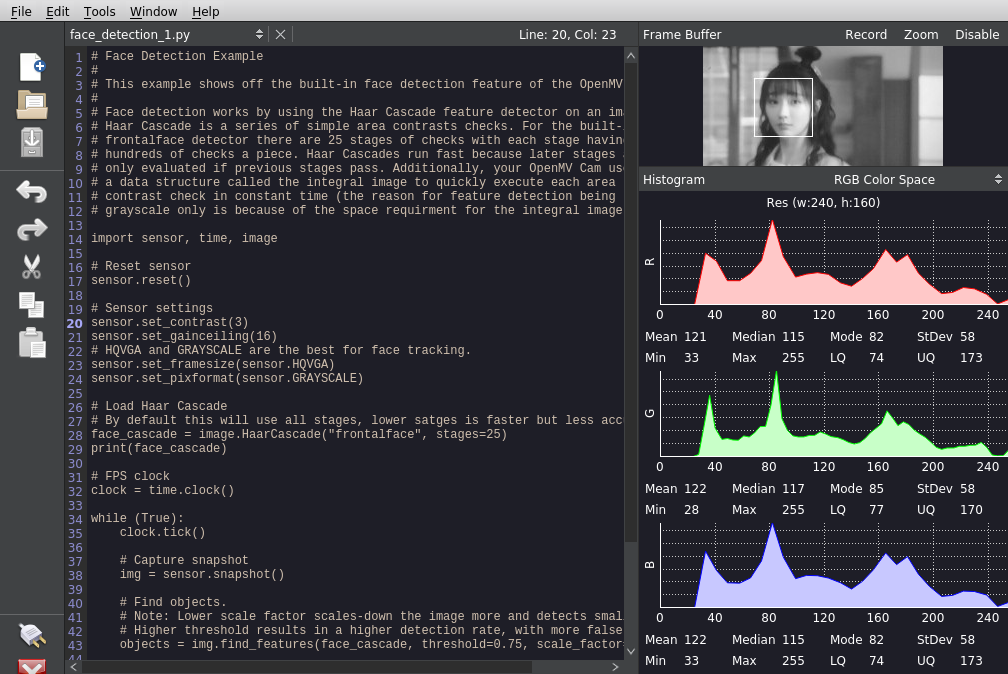 File Edit Tools Window Help
face_detection_1.py Line: 20, Col: 23
1 # Face Detection Example
2 #
3 # This example shows off the built-in face detection feature of the OpenMV
4 #
5 # Face detection works by using the Haar Cascade feature detector on an im
6 # Haar Cascade is a series of simple area contrasts checks. For the built-
7 # frontalface detector there are 25 stages of checks with each stage havin
8 # hundreds of checks a piece. Haar Cascades run fast because later stages
9 # only evaluated if previous stages pass. Additionally, your OpenMV Cam us
10 # a data structure called the integral image to quickly execute each area
11 # contrast check in constant time (the reason for feature detection being
12 # grayscale only is because of the space requirment for the integral image
13
14 import sensor, time, image
15
16 # Reset sensor
17 sensor.reset()
18
19 # Sensor settings
20 sensor.set_contrast(3)
21 sensor.set_gainceiling(16)
22 # HQVGA and GRAYSCALE are the best for face tracking.
23 sensor.set_framesize(sensor.HQVGA)
24 sensor.set_pixformat(sensor.GRAYSCALE)
25
26 # Load Haar Cascade
27 # By default this will use all stages, lower satges is faster but less acc
28 face_cascade = image.HaarCascade("frontalface", stages=25)
29 print(face_cascade)
30
31 # FPS clock
32 clock = time.clock()
33
34 while (True):
35 clock.tick()
36
37 # Capture snapshot
38 img = sensor.snapshot()
39
40 # Find objects.
41 # Note: Lower scale factor scales-down the image more and detects smal
42 # Higher threshold results in a higher detection rate, with more false
43 objects = img.find_features(face_cascade, threshold=0.75, scale_factor
44
Frame Buffer Record Zoom Disable
Histogram RGB Color Space
Res (w:240, h:160)
R
0 40 80 120 160 200 240
Mean 121 Median 115 Mode 82 StDev 58
Min 33 Max 255 LQ 74 UQ 173
G
0 40 80 120 160 200 240
Mean 122 Median 117 Mode 85 StDev 58
Min 28 Max 255 LQ 77 UQ 170
B
0 40 80 120 160 200 240
Mean 122 Median 115 Mode 82 StDev 58
Min 33 Max 255 LQ 74 UQ 173